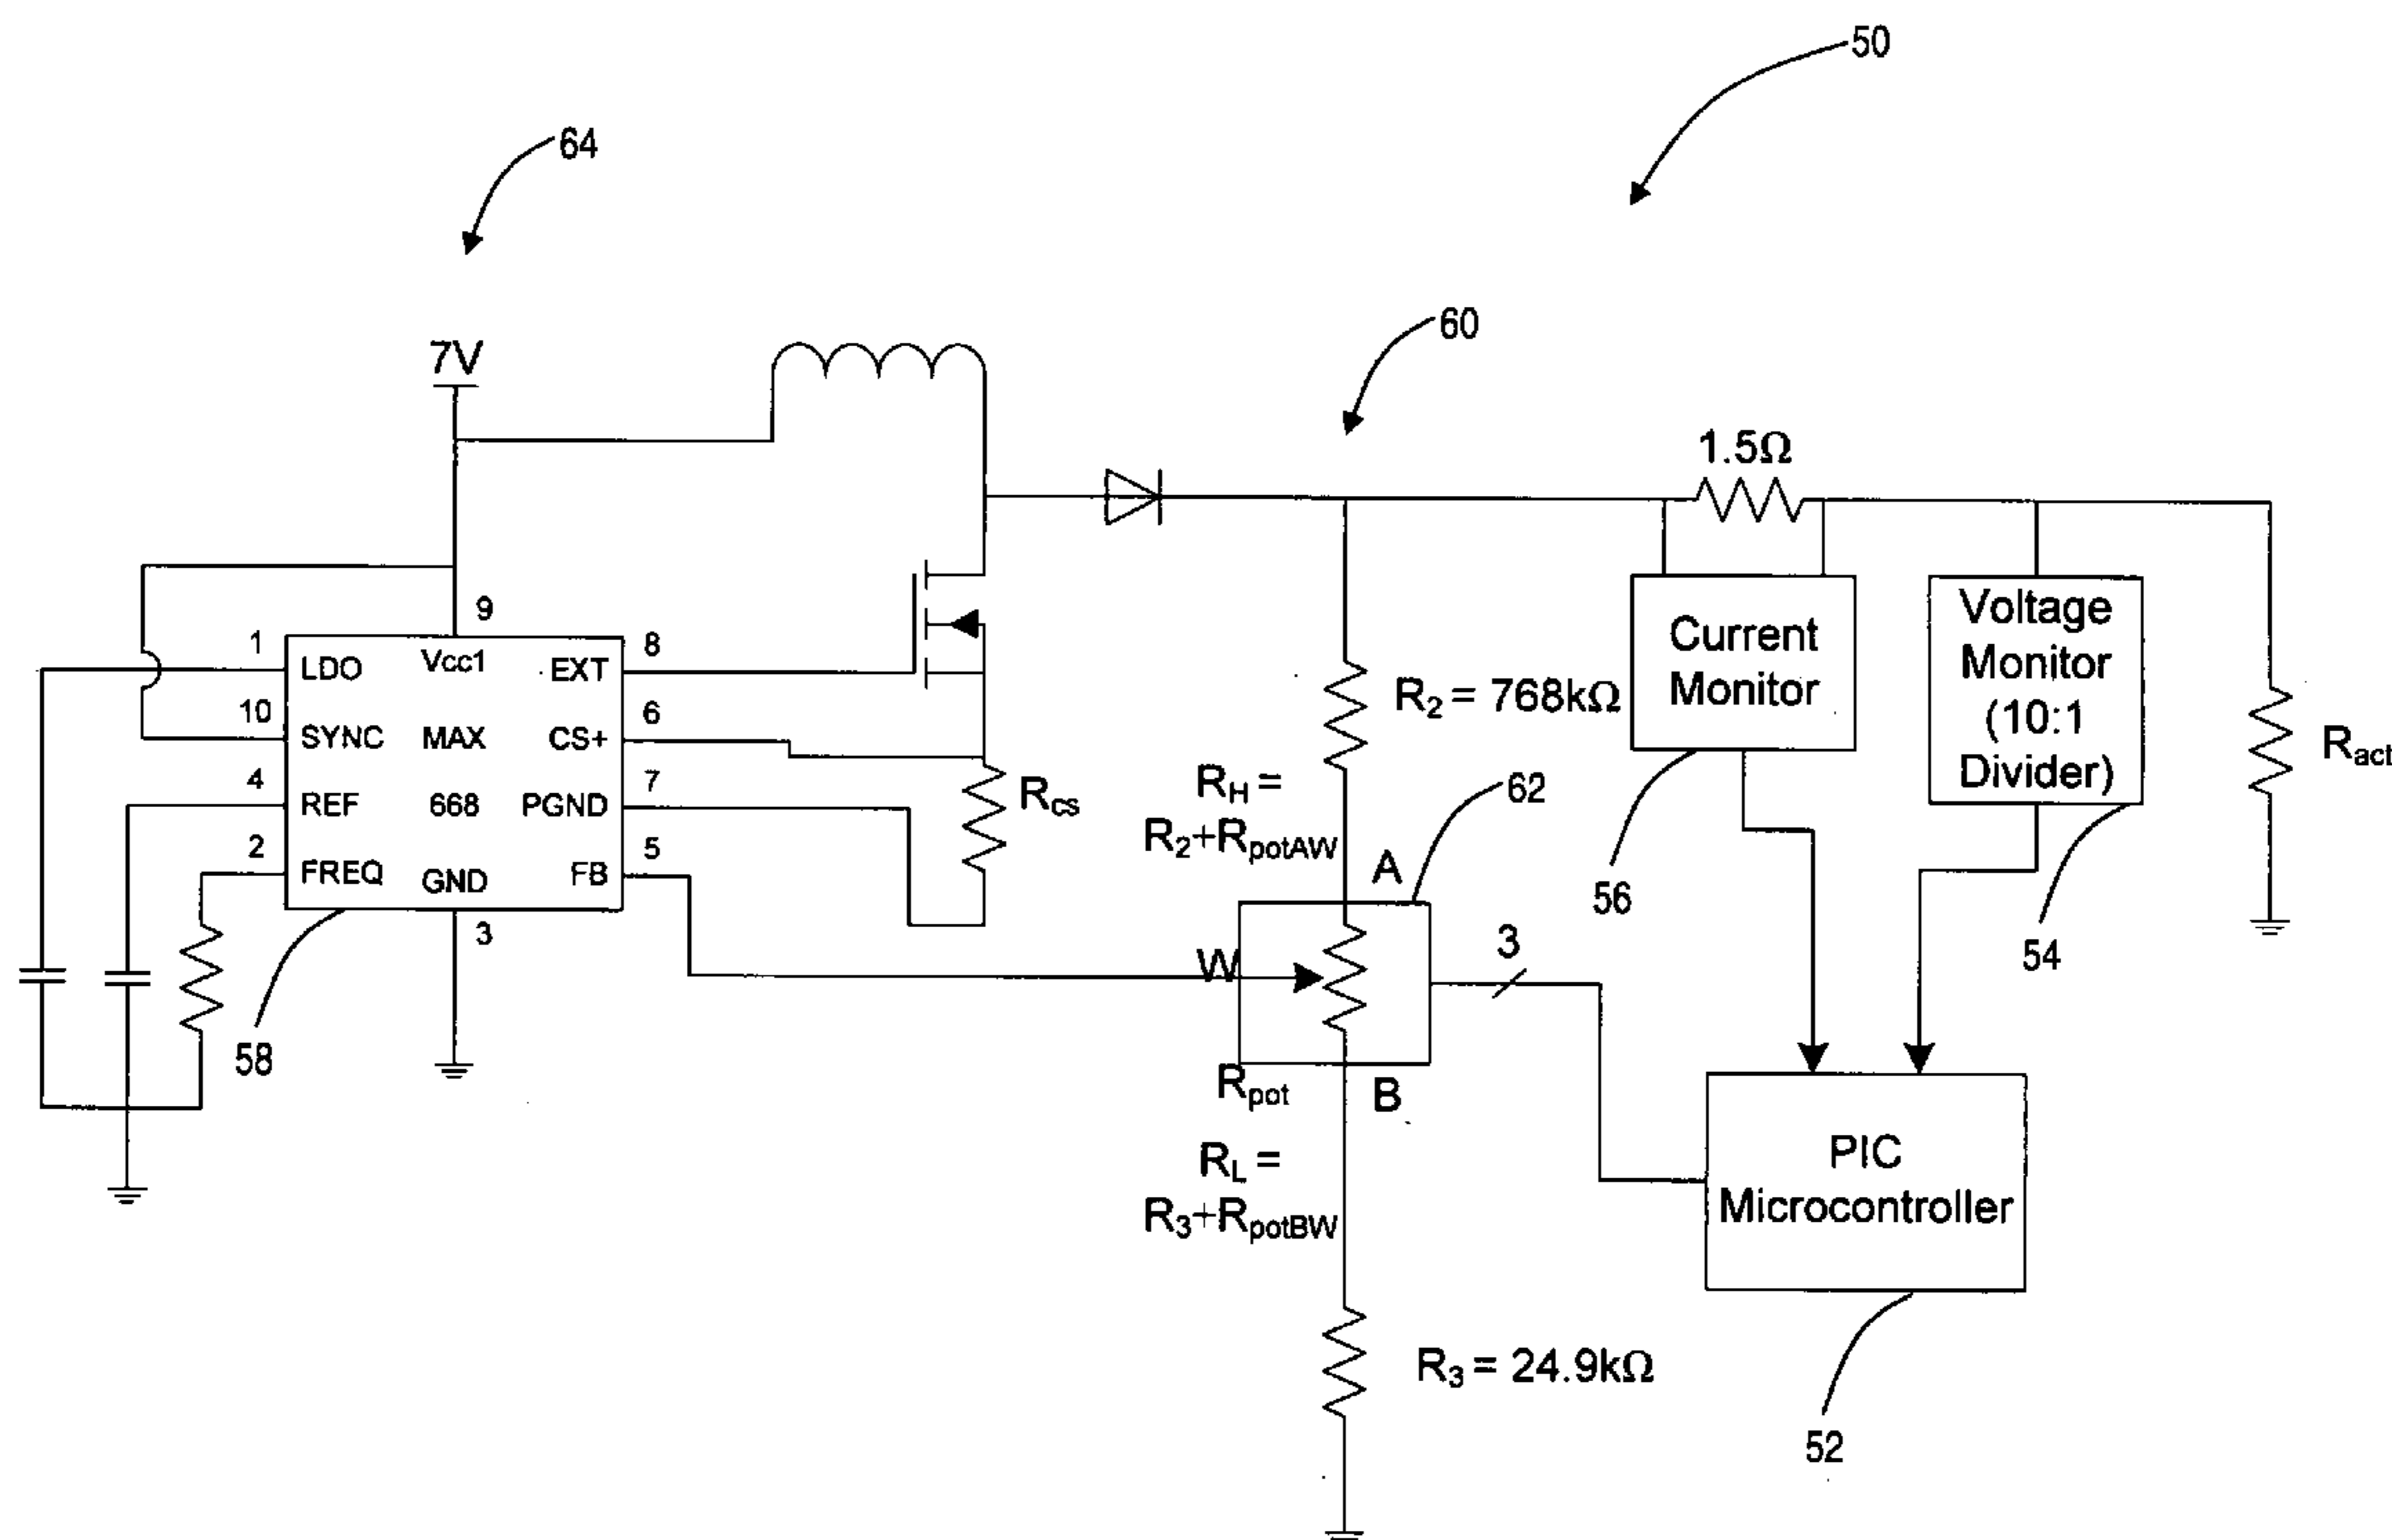 50
64
60
7V
1.5Ω
9
1
LDO
Vcc1
EXT
8
10
SYNC
MAX
CS+
6
4
REF
668
PGND
7
2
FREQ
GND
FB
5
3
58
Rcs
R2 = 768kΩ
RH =
R2+RpotAW
62
A
W
Rpot
B
RL =
R3+RpotBW
R3 = 24.9kΩ
Current
Monitor
56
Voltage
Monitor
(10:1
Divider)
54
Ract
3
PIC
Microcontroller
52